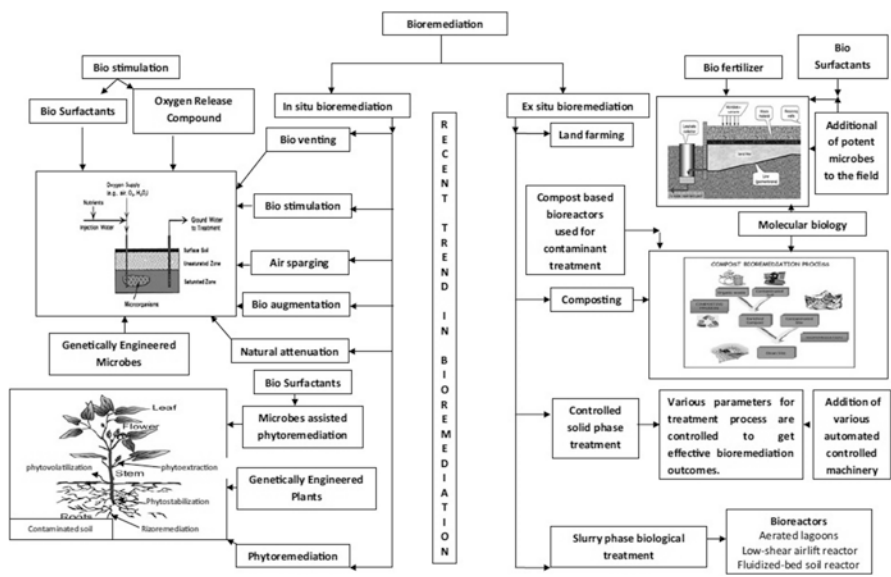 Bioremediation
Bio stimulation
Bio Surfactants
Oxygen Release
Compound
In situ bioremediation
Bio venting
Bio stimulation
Air sparging
Bio augmentation
Natural attenuation
Oxygen Supply
(e.g., air, O₂, H₂O₂)
Nutrients
Injection Water
Ground Water
to Treatment
Surface Soil
Unsaturated Zone
Saturated Zone
Microorganisms
Genetically Engineered
Microbes
Bio Surfactants
Microbes assisted
phytoremediation
Genetically Engineered
Plants
Phytoremediation
Leaf
Flower
phytovolatilization
phytoextraction
Stem
Phytostabilization
Roots
Contaminated soil
Rizoremediation
RECENT TREND IN BIOREMEDIATION
Ex situ bioremediation
Land farming
Bio fertilizer
Bio
Surfactants
Additional
of potent
microbes
to the field
Molecular biology
Compost based
bioreactors
used for
contaminant
treatment
Composting
COMPOST BIOREMEDIATION PROCESS
Controlled
solid phase
treatment
Various parameters for
treatment process are
controlled to get
effective bioremediation
outcomes.
Addition of
various
automated
controlled
machinery
Slurry phase biological
treatment
Bioreactors
Aerated lagoons
Low-shear airlift reactor
Fluidized-bed soil reactor